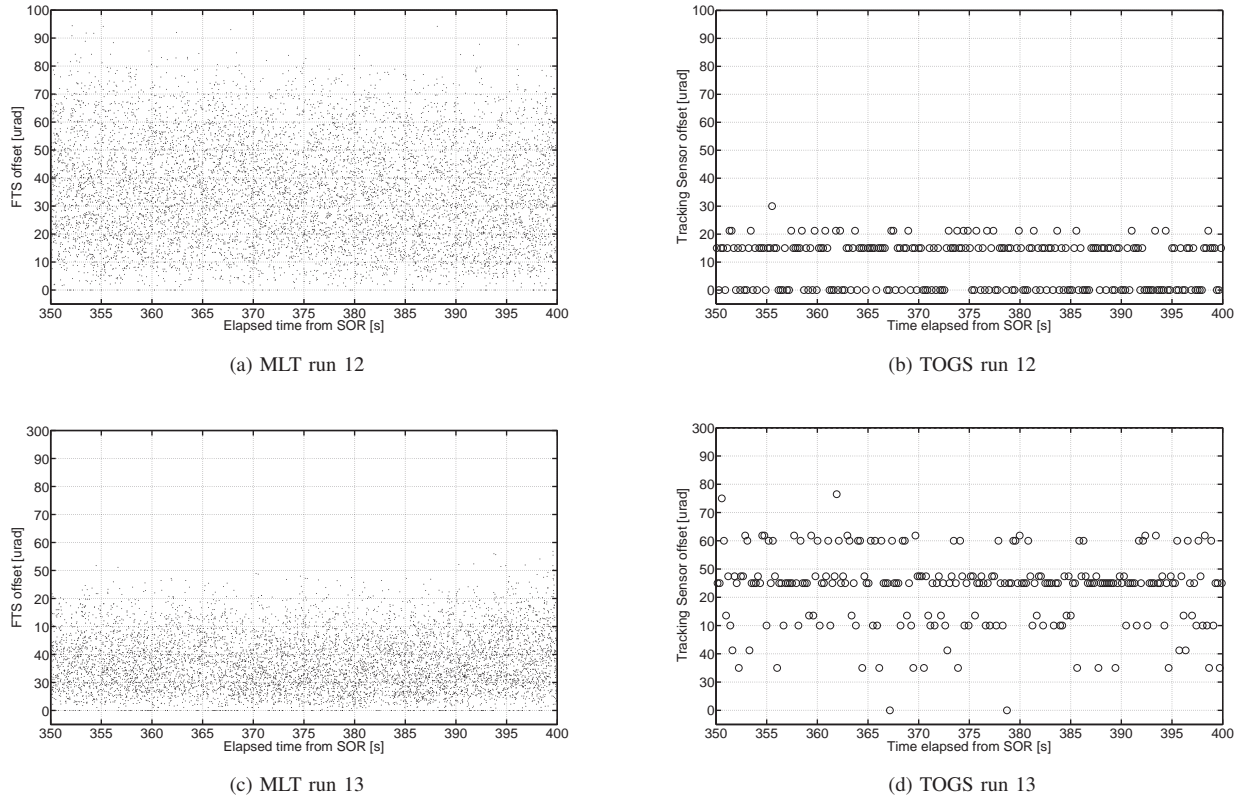 100
90
80
70
60
50
40
30
20
10
0
FTS offset [urad]
350 355 360 365 370 375 380 385 390 395 400
Elapsed time from SOR [s]
(a) MLT run 12
100
90
80
70
60
50
40
30
20
10
0
Tracking Sensor offset [urad]
350 355 360 365 370 375 380 385 390 395 400
Time elapsed from SOR [s]
(b) TOGS run 12
300
90
80
70
60
50
20
10
40
30
0
FTS offset [urad]
350 355 360 365 370 375 380 385 390 395 400
Elapsed time from SOR [s]
(c) MLT run 13
300
90
80
70
60
50
20
10
40
30
0
Tracking Sensor offset [urad]
350 355 360 365 370 375 380 385 390 395 400
Time elapsed from SOR [s]
(d) TOGS run 13